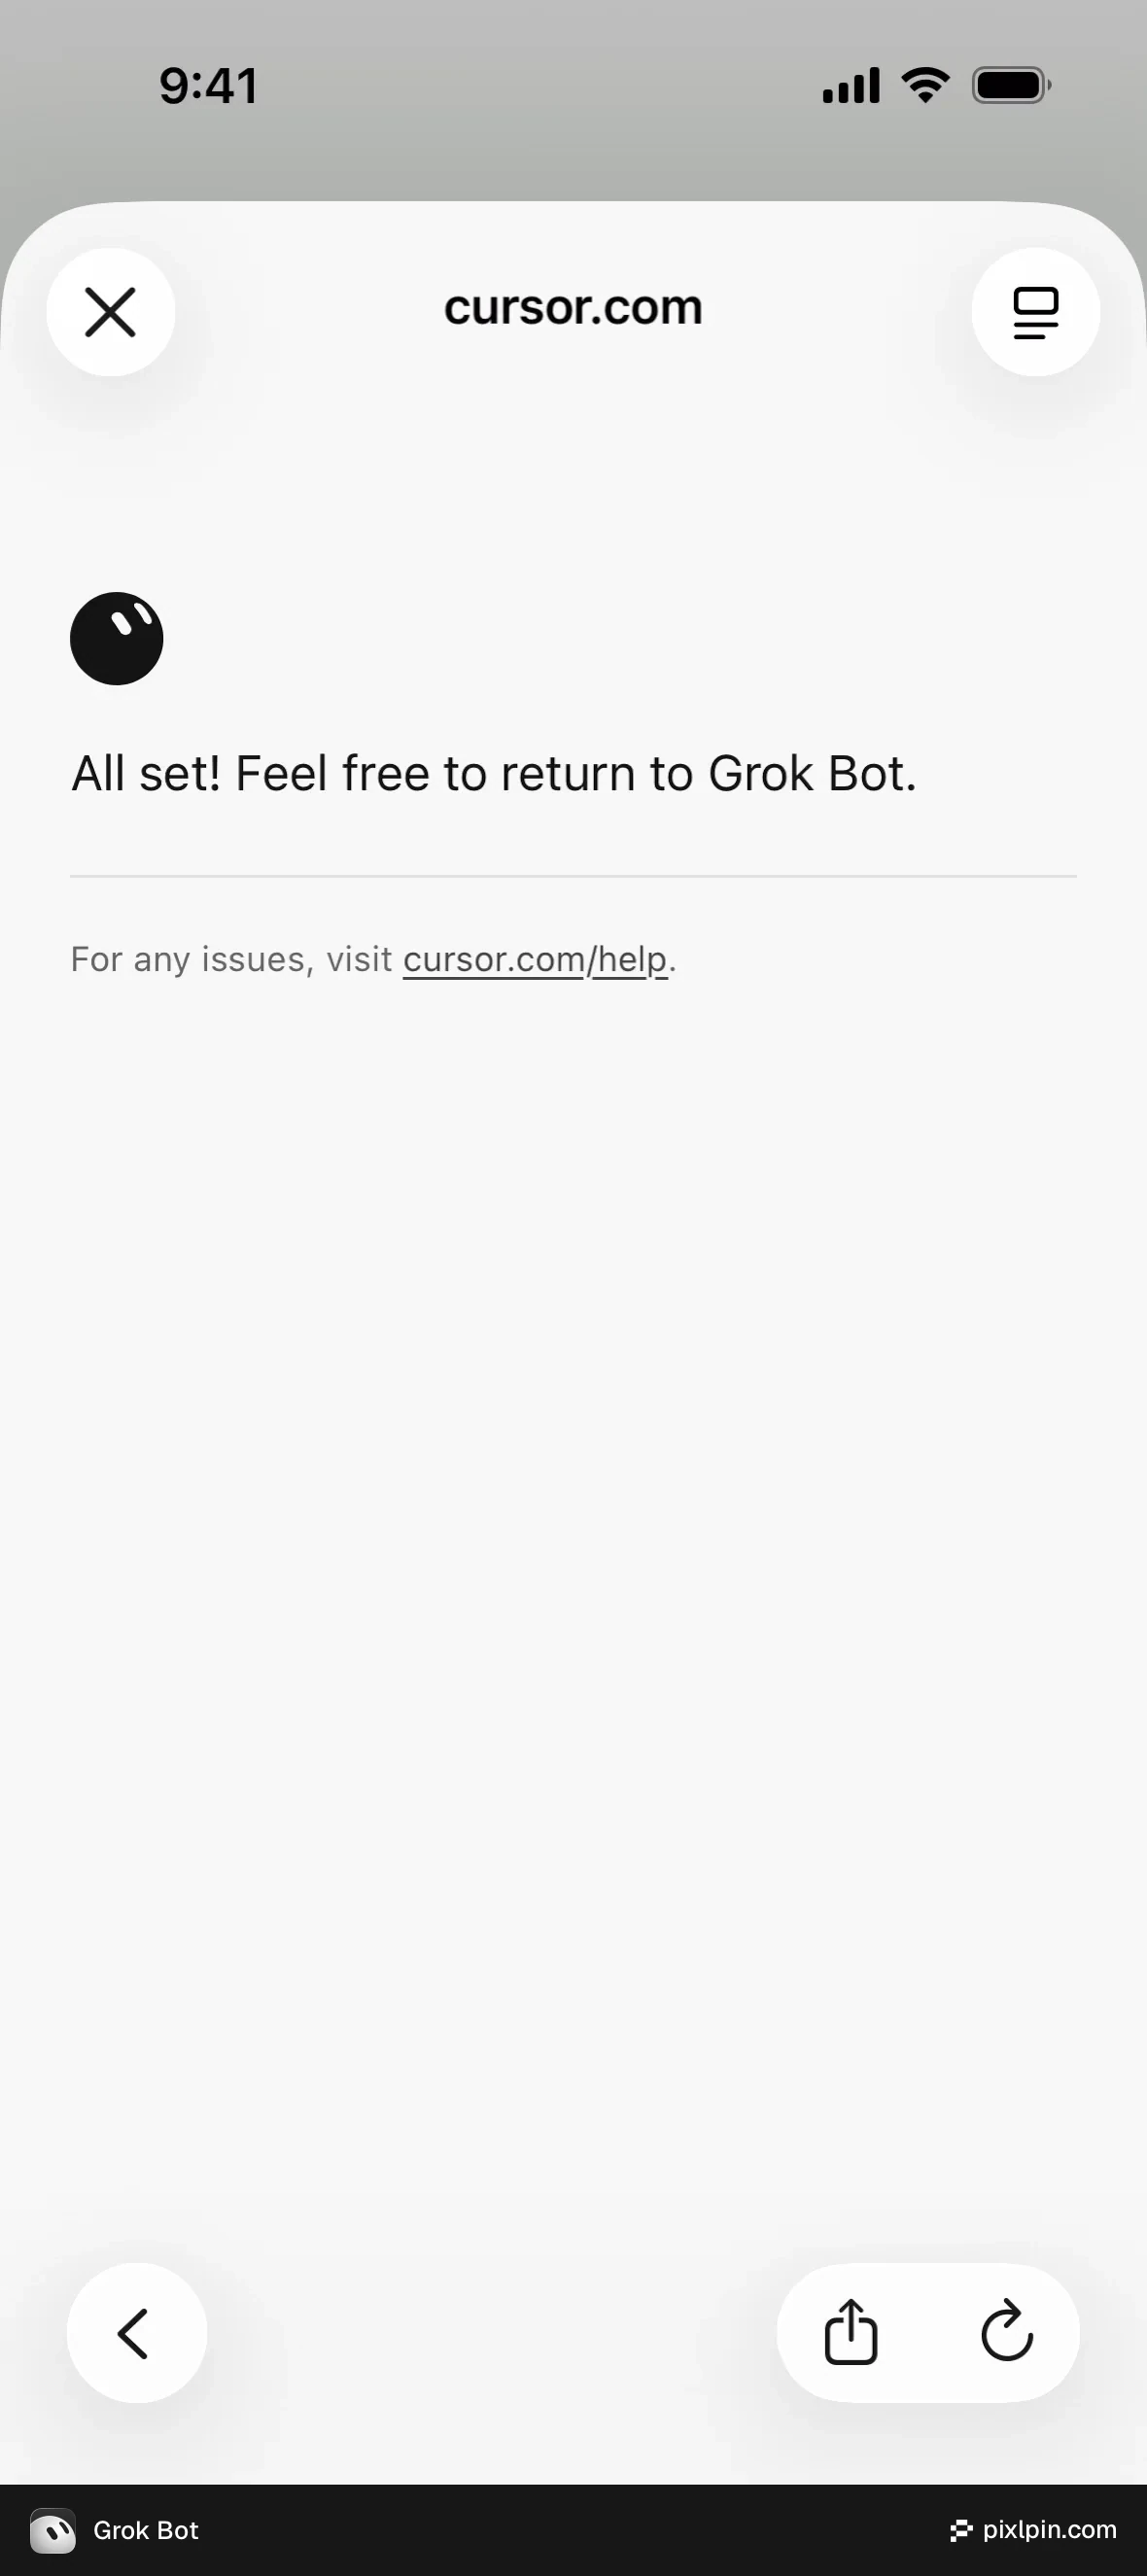 9:41
cursor.com
All set! Feel free to return to Grok Bot.
For any issues, visit cursor.com/help.
Grok Bot
pixlpin.com